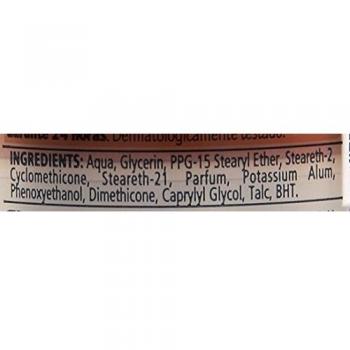 durante 24 horas. Dermatologicamente testado.
INGREDIENTS: Aqua, Glycerin, PPG-15 Stearyl Ether, Steareth-2,
Cyclomethicone, Steareth-21, Parfum, Potassium Alum,
Phenoxyethanol, Dimethicone, Caprylyl Glycol, Talc, BHT.